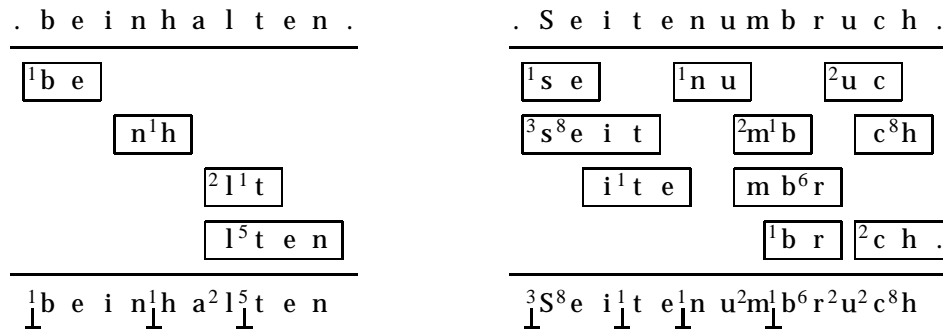 . b e i n h a l t e n . . S e i t e n u m b r u c h .
¹b e ¹s e ¹n u ²u c
n¹h ³s⁸e i t ²m¹b c⁸h
²l¹t i¹t e m b⁶r
l⁵t e n ¹b r ²c h .
¹b e i n¹h a²l⁵t e n ³S⁸e i¹t e¹n u²m¹b⁶r²u²c⁸h